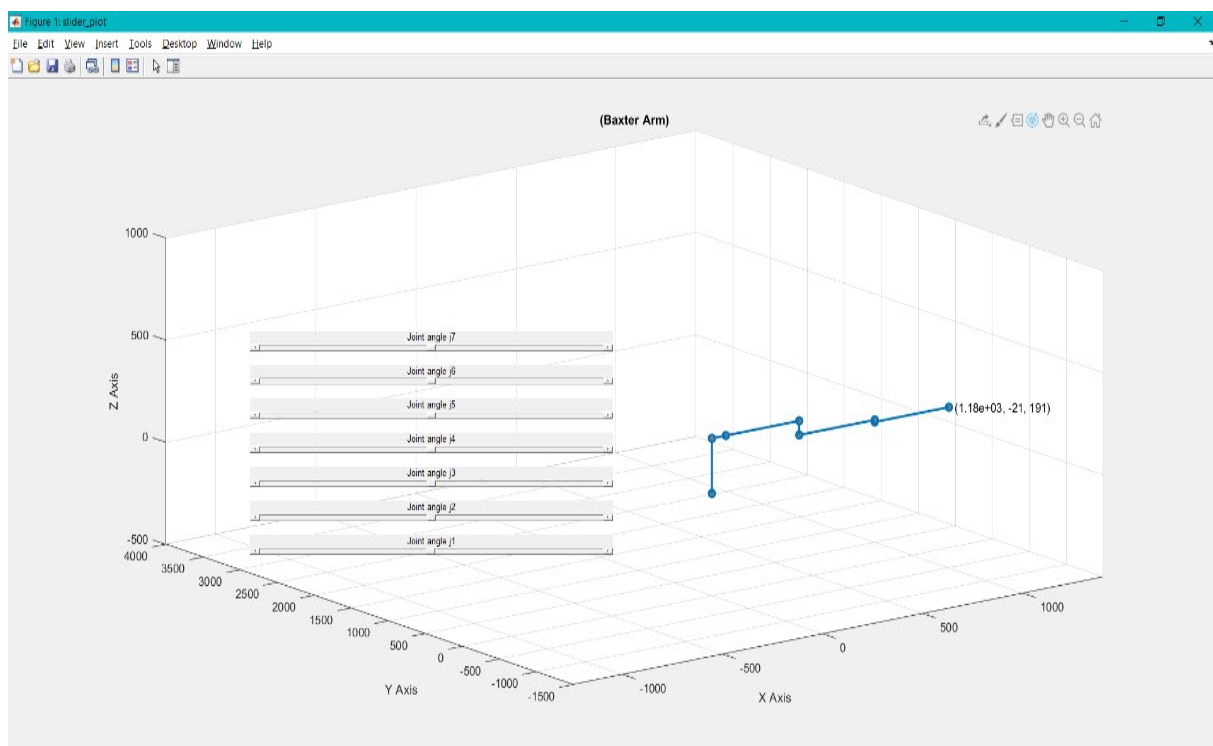 Figure 1: slider_plot
File Edit View Insert Tools Desktop Window Help
(Baxter Arm)
1000
500
0
-500
Z Axis
Joint angle j7
Joint angle j6
Joint angle j5
Joint angle j4
Joint angle j3
Joint angle j2
Joint angle j1
(1.18e+03, -21, 191)
4000
3500
3000
2500
2000
1500
1000
500
0
-500
-1000
-1500
Y Axis
-1000
-500
0
500
1000
X Axis